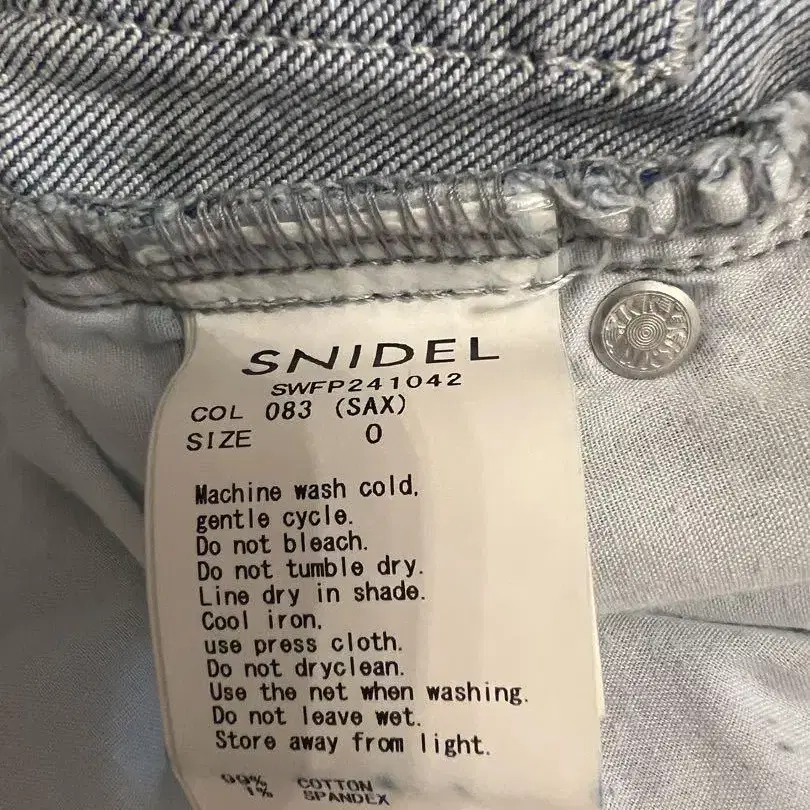 SNIDEL
SWFP241042
COL 083 (SAX)
SIZE 0
Machine wash cold,
gentle cycle.
Do not bleach.
Do not tumble dry.
Line dry in shade.
Cool iron,
use press cloth.
Do not dryclean.
Use the net when washing.
Do not leave wet.
Store away from light.
99% COTTON
1% SPANDEX